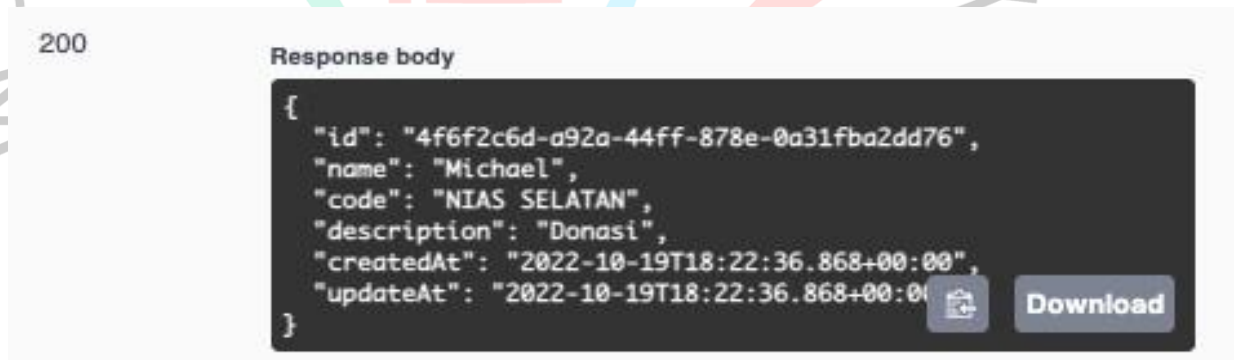 200
Response body
{
"id": "4f6f2c6d-a92a-44ff-878e-0a31fba2dd76",
"name": "Michael",
"code": "NIAS SELATAN",
"description": "Donasi",
"createdAt": "2022-10-19T18:22:36.868+00:00",
"updateAt": "2022-10-19T18:22:36.868+00:0
Download
}